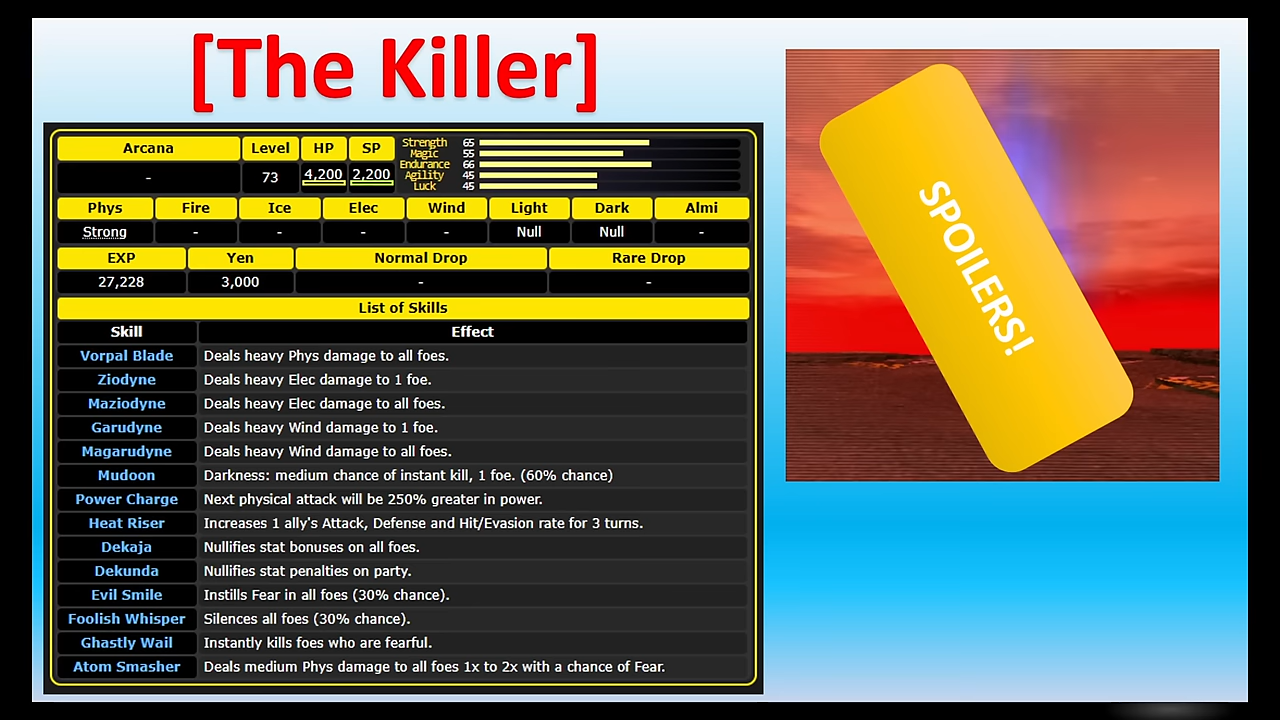 [The Killer]
Arcana Level HP SP
- 73 4,200 2,200
Strength 65
Magic 55
Endurance 66
Agility 45
Luck 45
Phys Fire Ice Elec Wind Light Dark Almi
Strong - - - - Null Null -
EXP Yen Normal Drop Rare Drop
27,228 3,000 - -
List of Skills
Skill Effect
Vorpal Blade Deals heavy Phys damage to all foes.
Ziodyne Deals heavy Elec damage to 1 foe.
Maziodyne Deals heavy Elec damage to all foes.
Garudyne Deals heavy Wind damage to 1 foe.
Magarudyne Deals heavy Wind damage to all foes.
Mudoon Darkness: medium chance of instant kill, 1 foe. (60% chance)
Power Charge Next physical attack will be 250% greater in power.
Heat Riser Increases 1 ally's Attack, Defense and Hit/Evasion rate for 3 turns.
Dekaja Nullifies stat bonuses on all foes.
Dekunda Nullifies stat penalties on party.
Evil Smile Instills Fear in all foes (30% chance).
Foolish Whisper Silences all foes (30% chance).
Ghastly Wail Instantly kills foes who are fearful.
Atom Smasher Deals medium Phys damage to all foes 1x to 2x with a chance of Fear.
SPOILERS!